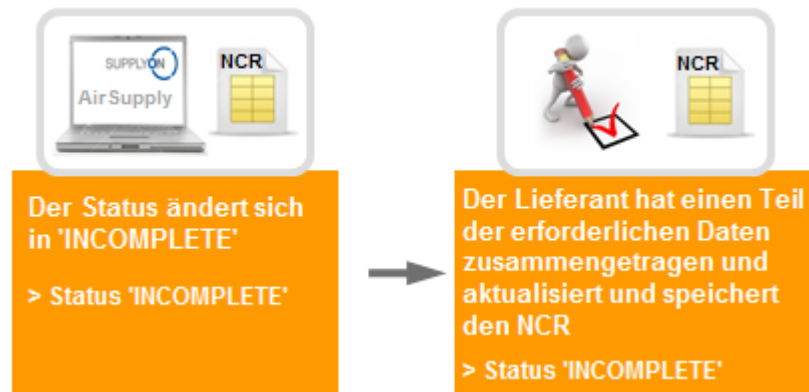 SUPPLYON
AirSupply
NCR
Der Status ändert sich
in 'INCOMPLETE'
> Status 'INCOMPLETE'
NCR
Der Lieferant hat einen Teil
der erforderlichen Daten
zusammengetragen und
aktualisiert und speichert
den NCR
> Status 'INCOMPLETE'